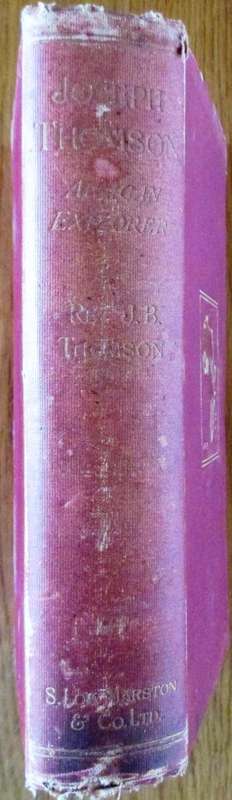 JOSEPH
THOMSON
AFRICAN
EXPLORER
REV. J.B.
THOMSON
S. LOW MARSTON
& CO. LTD.